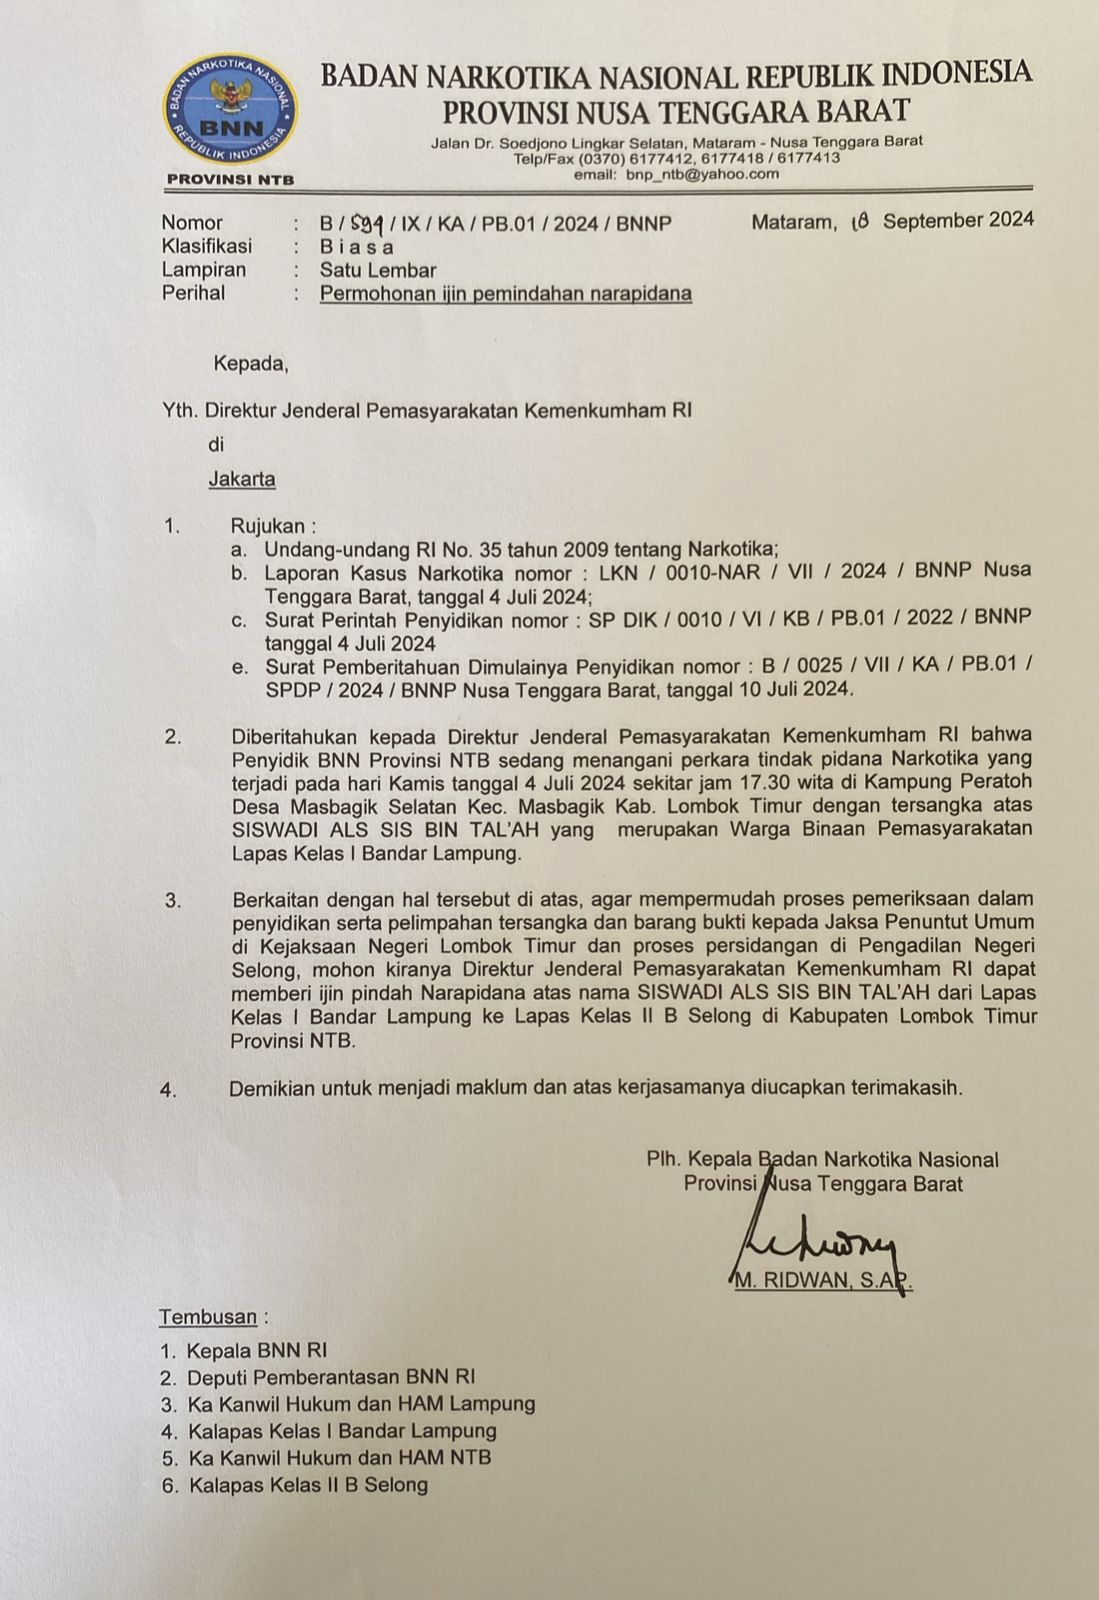 BADAN NARKOTIKA NASIONAL
BNN
REPUBLIK INDONESIA
PROVINSI NTB
BADAN NARKOTIKA NASIONAL REPUBLIK INDONESIA
PROVINSI NUSA TENGGARA BARAT
Jalan Dr. Soedjono Lingkar Selatan, Mataram - Nusa Tenggara Barat
Telp/Fax (0370) 6177412, 6177418 / 6177413
email: bnp_ntb@yahoo.com
Nomor : B / 591 / IX / KA / PB.01 / 2024 / BNNP Mataram, 18 September 2024
Klasifikasi : B i a s a
Lampiran : Satu Lembar
Perihal : Permohonan ijin pemindahan narapidana
Kepada,
Yth. Direktur Jenderal Pemasyarakatan Kemenkumham RI
di
Jakarta
1. Rujukan :
a. Undang-undang RI No. 35 tahun 2009 tentang Narkotika;
b. Laporan Kasus Narkotika nomor : LKN / 0010-NAR / VII / 2024 / BNNP Nusa
Tenggara Barat, tanggal 4 Juli 2024;
c. Surat Perintah Penyidikan nomor : SP DIK / 0010 / VI / KB / PB.01 / 2022 / BNNP
tanggal 4 Juli 2024
e. Surat Pemberitahuan Dimulainya Penyidikan nomor : B / 0025 / VII / KA / PB.01 /
SPDP / 2024 / BNNP Nusa Tenggara Barat, tanggal 10 Juli 2024.
2. Diberitahukan kepada Direktur Jenderal Pemasyarakatan Kemenkumham RI bahwa
Penyidik BNN Provinsi NTB sedang menangani perkara tindak pidana Narkotika yang
terjadi pada hari Kamis tanggal 4 Juli 2024 sekitar jam 17.30 wita di Kampung Peratoh
Desa Masbagik Selatan Kec. Masbagik Kab. Lombok Timur dengan tersangka atas
SISWADI ALS SIS BIN TAL'AH yang merupakan Warga Binaan Pemasyarakatan
Lapas Kelas I Bandar Lampung.
3. Berkaitan dengan hal tersebut di atas, agar mempermudah proses pemeriksaan dalam
penyidikan serta pelimpahan tersangka dan barang bukti kepada Jaksa Penuntut Umum
di Kejaksaan Negeri Lombok Timur dan proses persidangan di Pengadilan Negeri
Selong, mohon kiranya Direktur Jenderal Pemasyarakatan Kemenkumham RI dapat
memberi ijin pindah Narapidana atas nama SISWADI ALS SIS BIN TAL'AH dari Lapas
Kelas I Bandar Lampung ke Lapas Kelas II B Selong di Kabupaten Lombok Timur
Provinsi NTB.
4. Demikian untuk menjadi maklum dan atas kerjasamanya diucapkan terimakasih.
Plh. Kepala Badan Narkotika Nasional
Provinsi Nusa Tenggara Barat
M. RIDWAN, S.AP.
Tembusan :
1. Kepala BNN RI
2. Deputi Pemberantasan BNN RI
3. Ka Kanwil Hukum dan HAM Lampung
4. Kalapas Kelas I Bandar Lampung
5. Ka Kanwil Hukum dan HAM NTB
6. Kalapas Kelas II B Selong